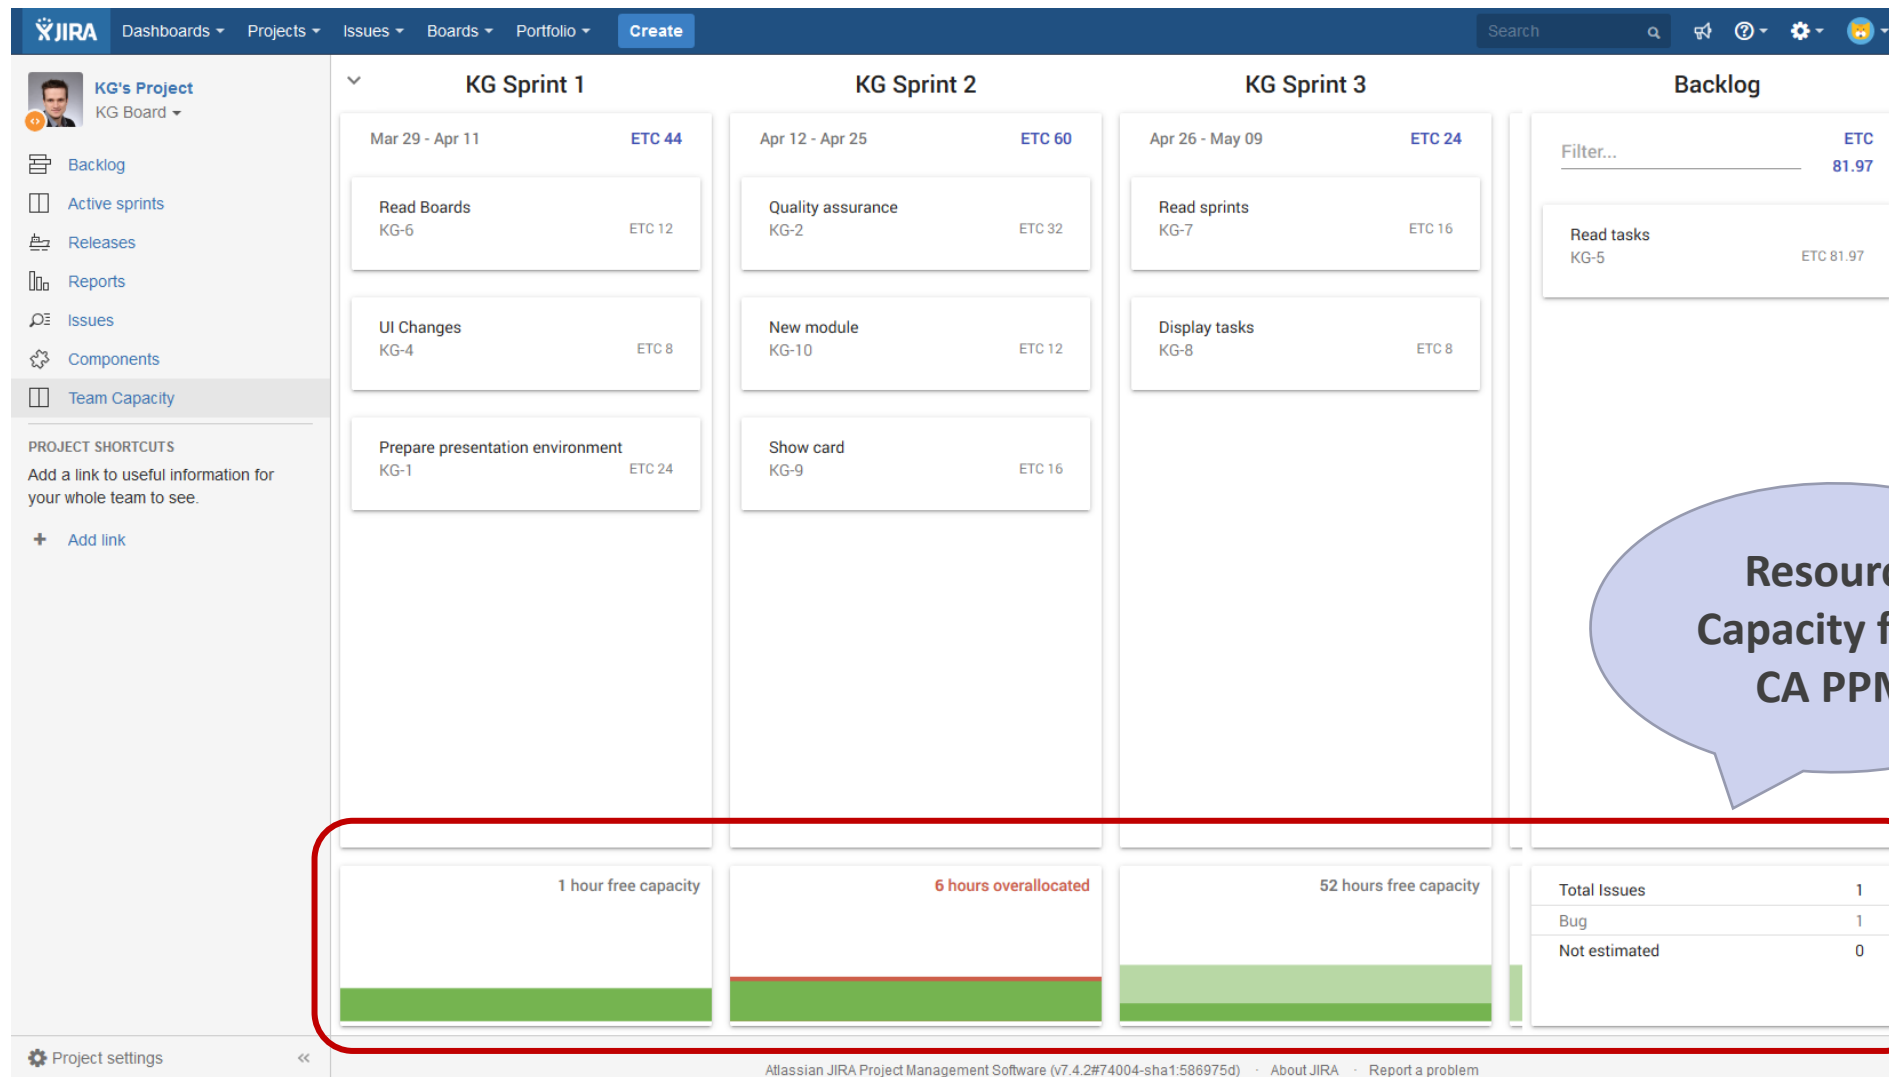 JIRA Dashboards Projects Issues Boards Portfolio Create Search
KG's Project
KG Board
Backlog
Active sprints
Releases
Reports
Issues
Components
Team Capacity
PROJECT SHORTCUTS
Add a link to useful information for
your whole team to see.
+ Add link
Project settings
KG Sprint 1
Mar 29 - Apr 11 ETC 44
Read Boards
KG-6 ETC 12
UI Changes
KG-4 ETC 8
Prepare presentation environment
KG-1 ETC 24
1 hour free capacity
KG Sprint 2
Apr 12 - Apr 25 ETC 60
Quality assurance
KG-2 ETC 32
New module
KG-10 ETC 12
Show card
KG-9 ETC 16
6 hours overallocated
KG Sprint 3
Apr 26 - May 09 ETC 24
Read sprints
KG-7 ETC 16
Display tasks
KG-8 ETC 8
52 hours free capacity
Backlog
Filter... ETC
81.97
Read tasks
KG-5 ETC 81.97
Capacity
CA
Total Issues 1
Bug 1
Not estimated 0
Atlassian JIRA Project Management Software (v7.4.2#74004-sha1:586975d) · About JIRA · Report a problem